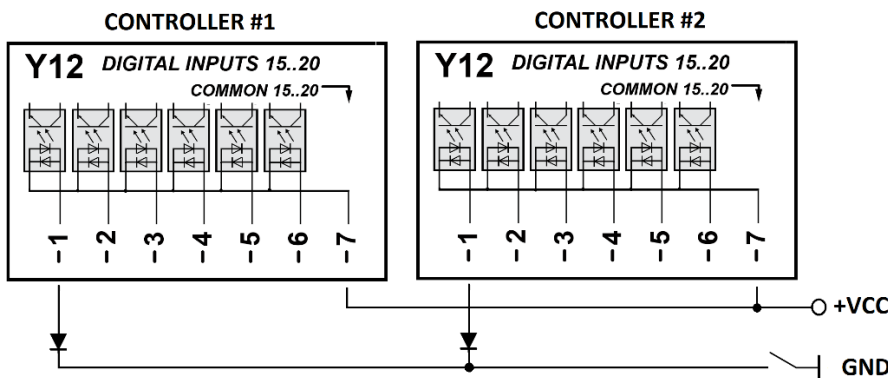 CONTROLLER #1
Y12 DIGITAL INPUTS 15..20
COMMON 15..20
1
2
3
4
5
6
7
CONTROLLER #2
Y12 DIGITAL INPUTS 15..20
COMMON 15..20
1
2
3
4
5
6
7
+VCC
GND